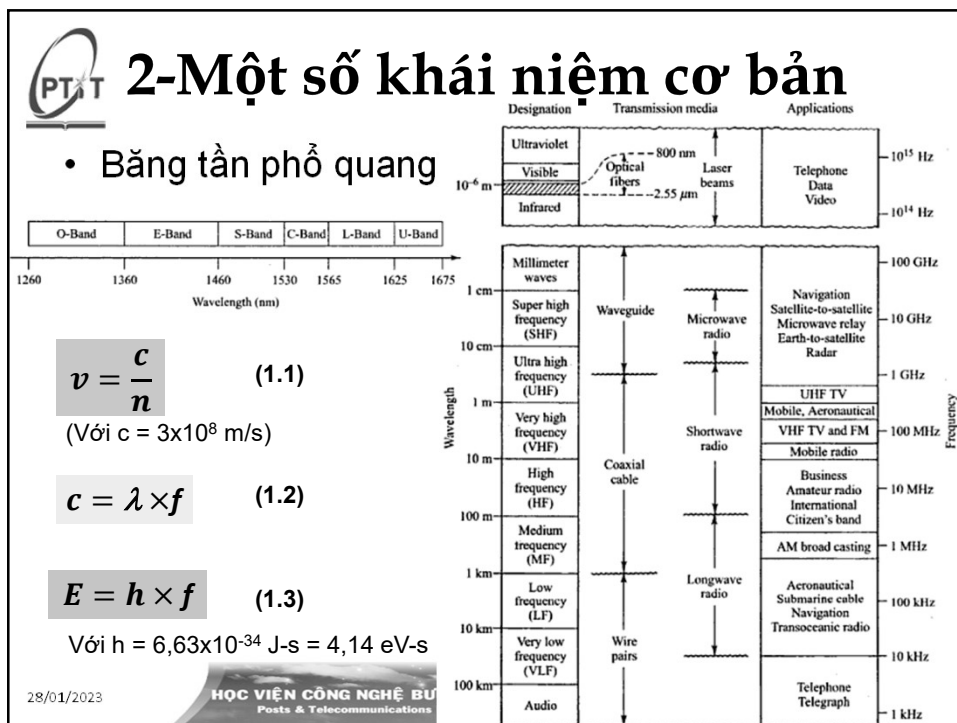 PTiT
2-Một số khái niệm cơ bản
• Băng tần phổ quang
O-Band E-Band S-Band C-Band L-Band U-Band
1260 1360 1460 1530 1565 1625 1675
Wavelength (nm)
v = c/n (1.1)
(Với c = 3x10⁸ m/s)
c = λ × f (1.2)
E = h × f (1.3)
Với h = 6,63x10⁻³⁴ J-s = 4,14 eV-s
28/01/2023
HỌC VIỆN CÔNG NGHỆ BƯ
Posts & Telecommunications
Designation Transmission media Applications
Ultraviolet
Visible
Infrared
10⁻⁶ m
Optical
fibers
800 nm
2.55 μm
Laser
beams
Telephone
Data
Video
10¹⁵ Hz
10¹⁴ Hz
Wavelength
1 cm
10 cm
1 m
10 m
100 m
1 km
10 km
100 km
Millimeter
waves
Super high
frequency
(SHF)
Ultra high
frequency
(UHF)
Very high
frequency
(VHF)
High
frequency
(HF)
Medium
frequency
(MF)
Low
frequency
(LF)
Very low
frequency
(VLF)
Audio
Waveguide
Coaxial
cable
Wire
pairs
Microwave
radio
Shortwave
radio
Longwave
radio
Navigation
Satellite-to-satellite
Microwave relay
Earth-to-satellite
Radar
UHF TV
Mobile, Aeronautical
VHF TV and FM
Mobile radio
Business
Amateur radio
International
Citizen's band
AM broad casting
Aeronautical
Submarine cable
Navigation
Transoceanic radio
Telephone
Telegraph
100 GHz
10 GHz
1 GHz
100 MHz
10 MHz
1 MHz
100 kHz
10 kHz
1 kHz
Frequency